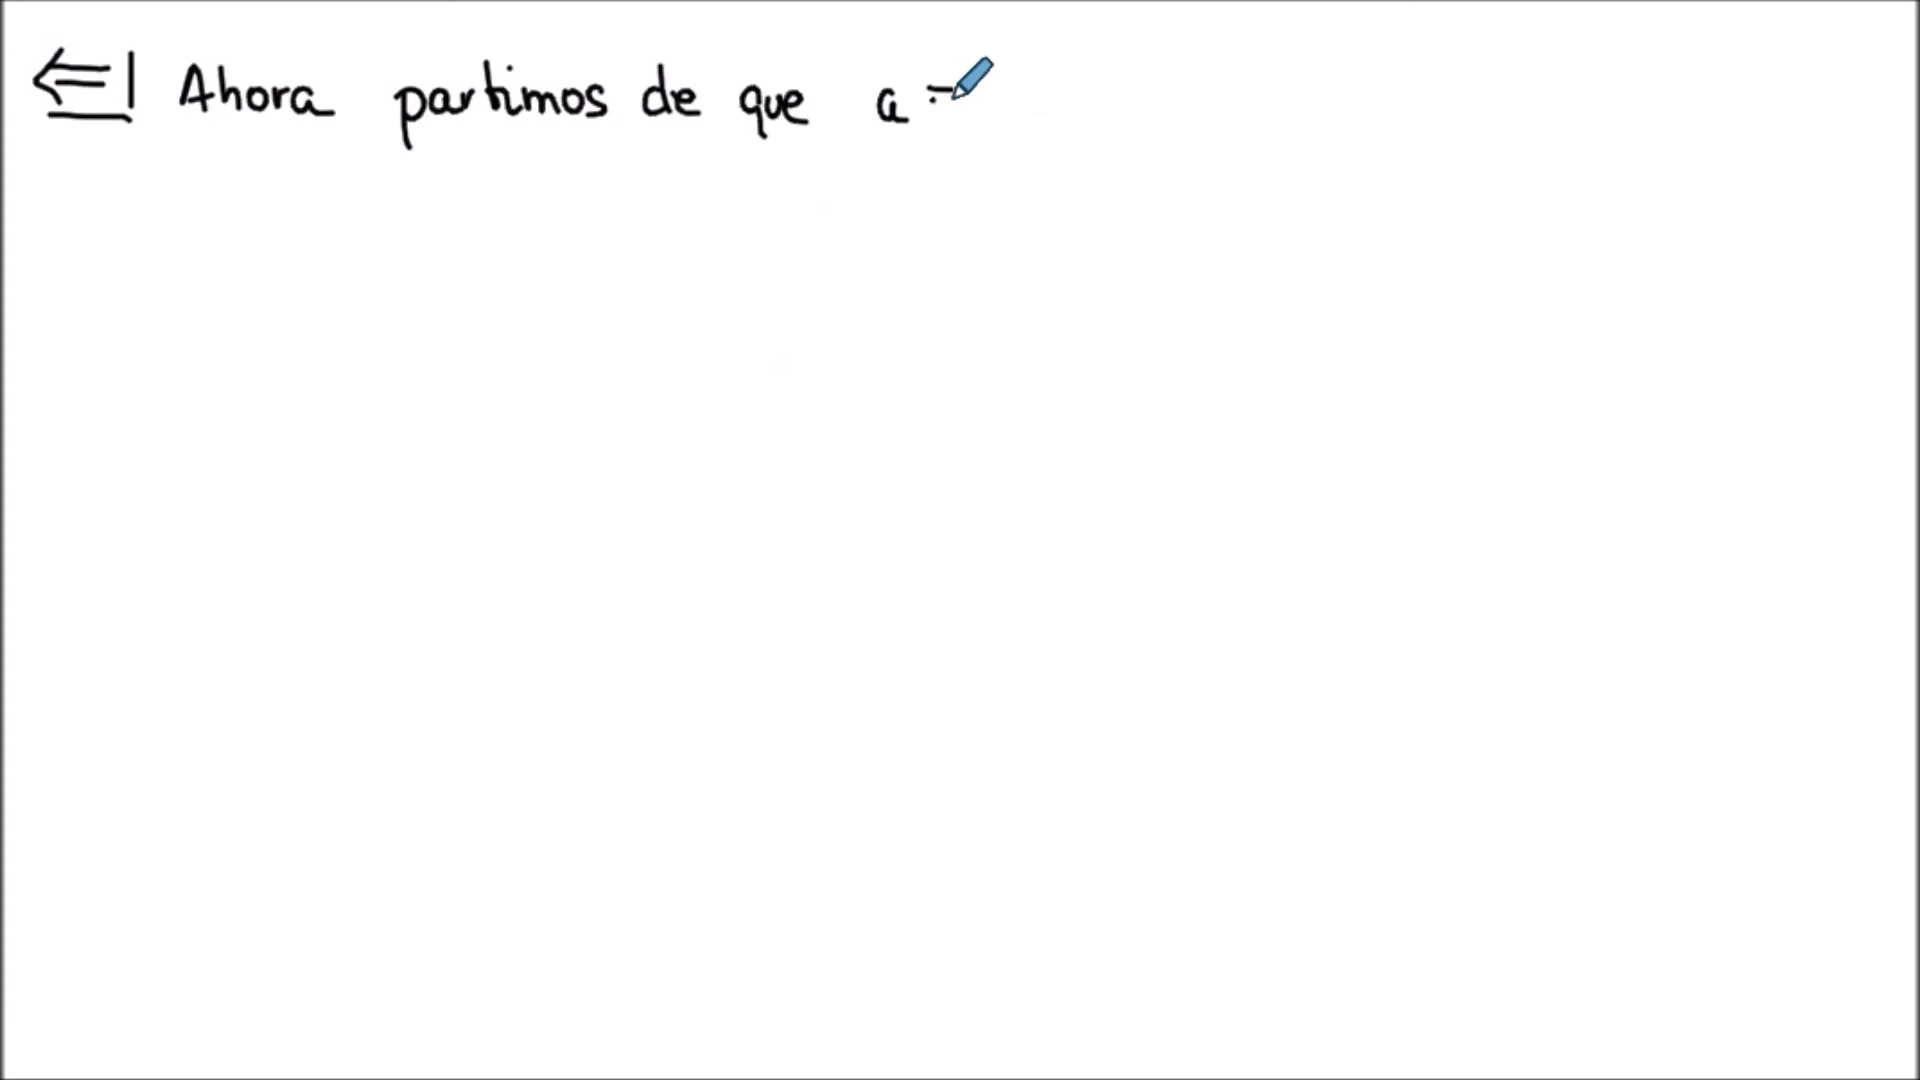 ⇐| Ahora partimos de que a =